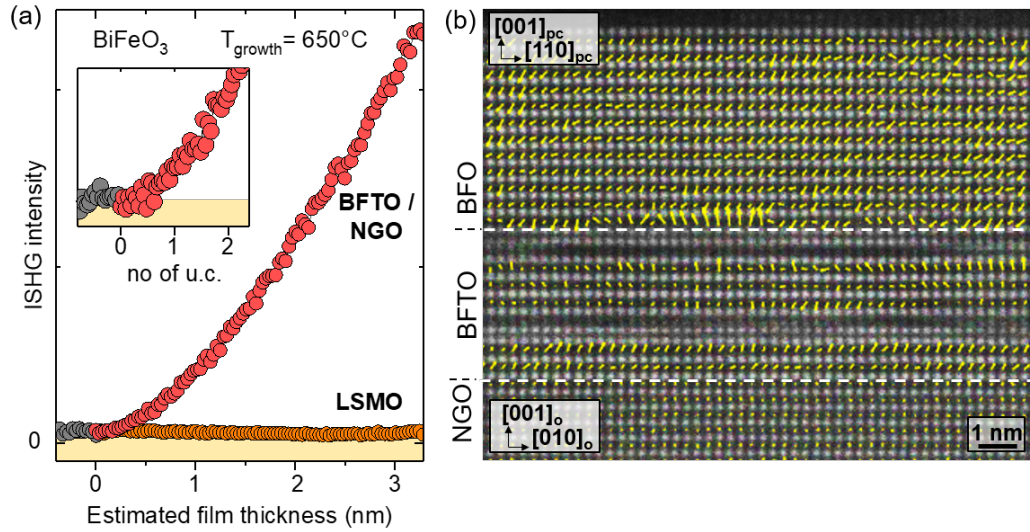 (a)
BiFeO₃ T_growth = 650°C
0 1 2
no of u.c.
BFTO /
NGO
LSMO
ISHG intensity
0
0 1 2 3
Estimated film thickness (nm)
(b)
[001]pc
[110]pc
BFO
BFTO
NGO
[001]o
[010]o
1 nm